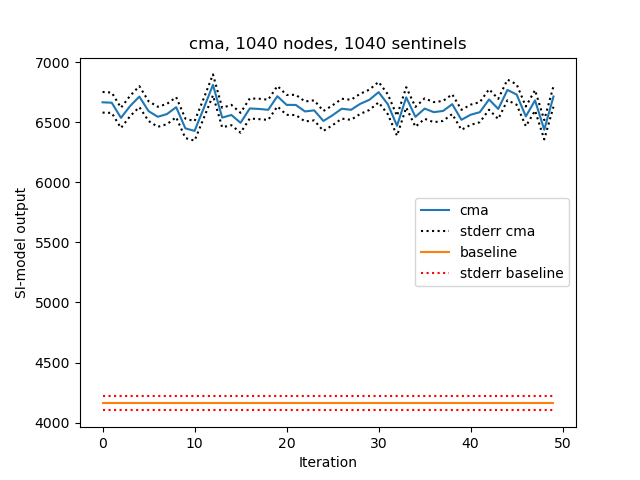 cma, 1040 nodes, 1040 sentinels
7000
6500
6000
5500
5000
4500
4000
SI-model output
cma
stderr cma
baseline
stderr baseline
0 10 20 30 40 50
Iteration